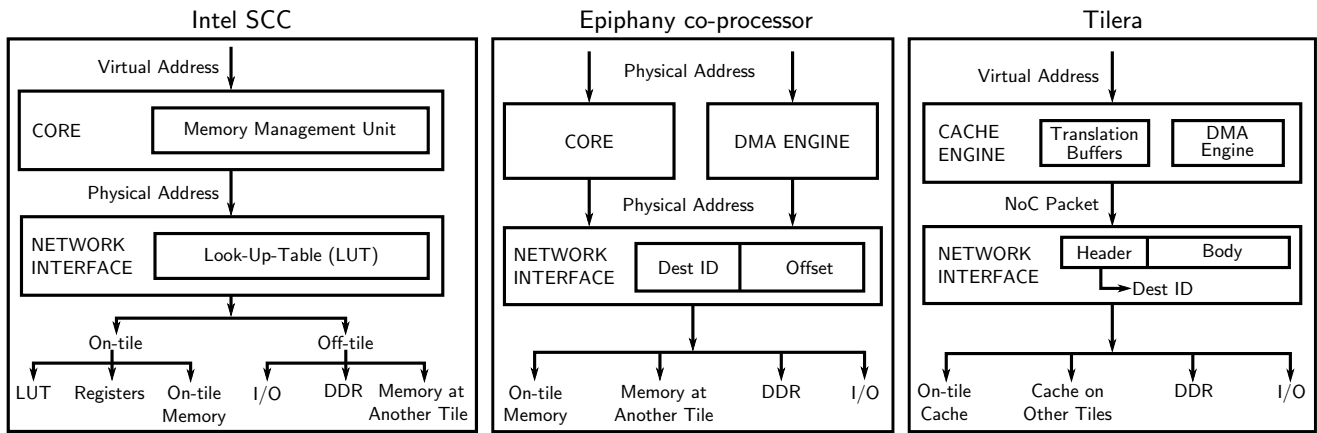 Intel SCC
Virtual Address
CORE
Memory Management Unit
Physical Address
NETWORK
INTERFACE
Look-Up-Table (LUT)
On-tile
Off-tile
LUT
Registers
On-tile
Memory
I/O
DDR
Memory at
Another Tile
Epiphany co-processor
Physical Address
CORE
DMA ENGINE
Physical Address
NETWORK
INTERFACE
Dest ID
Offset
On-tile
Memory
Memory at
Another Tile
DDR
I/O
Tilera
Virtual Address
CACHE
ENGINE
Translation
Buffers
DMA
Engine
NoC Packet
NETWORK
INTERFACE
Header
Body
Dest ID
On-tile
Cache
Cache on
Other Tiles
DDR
I/O